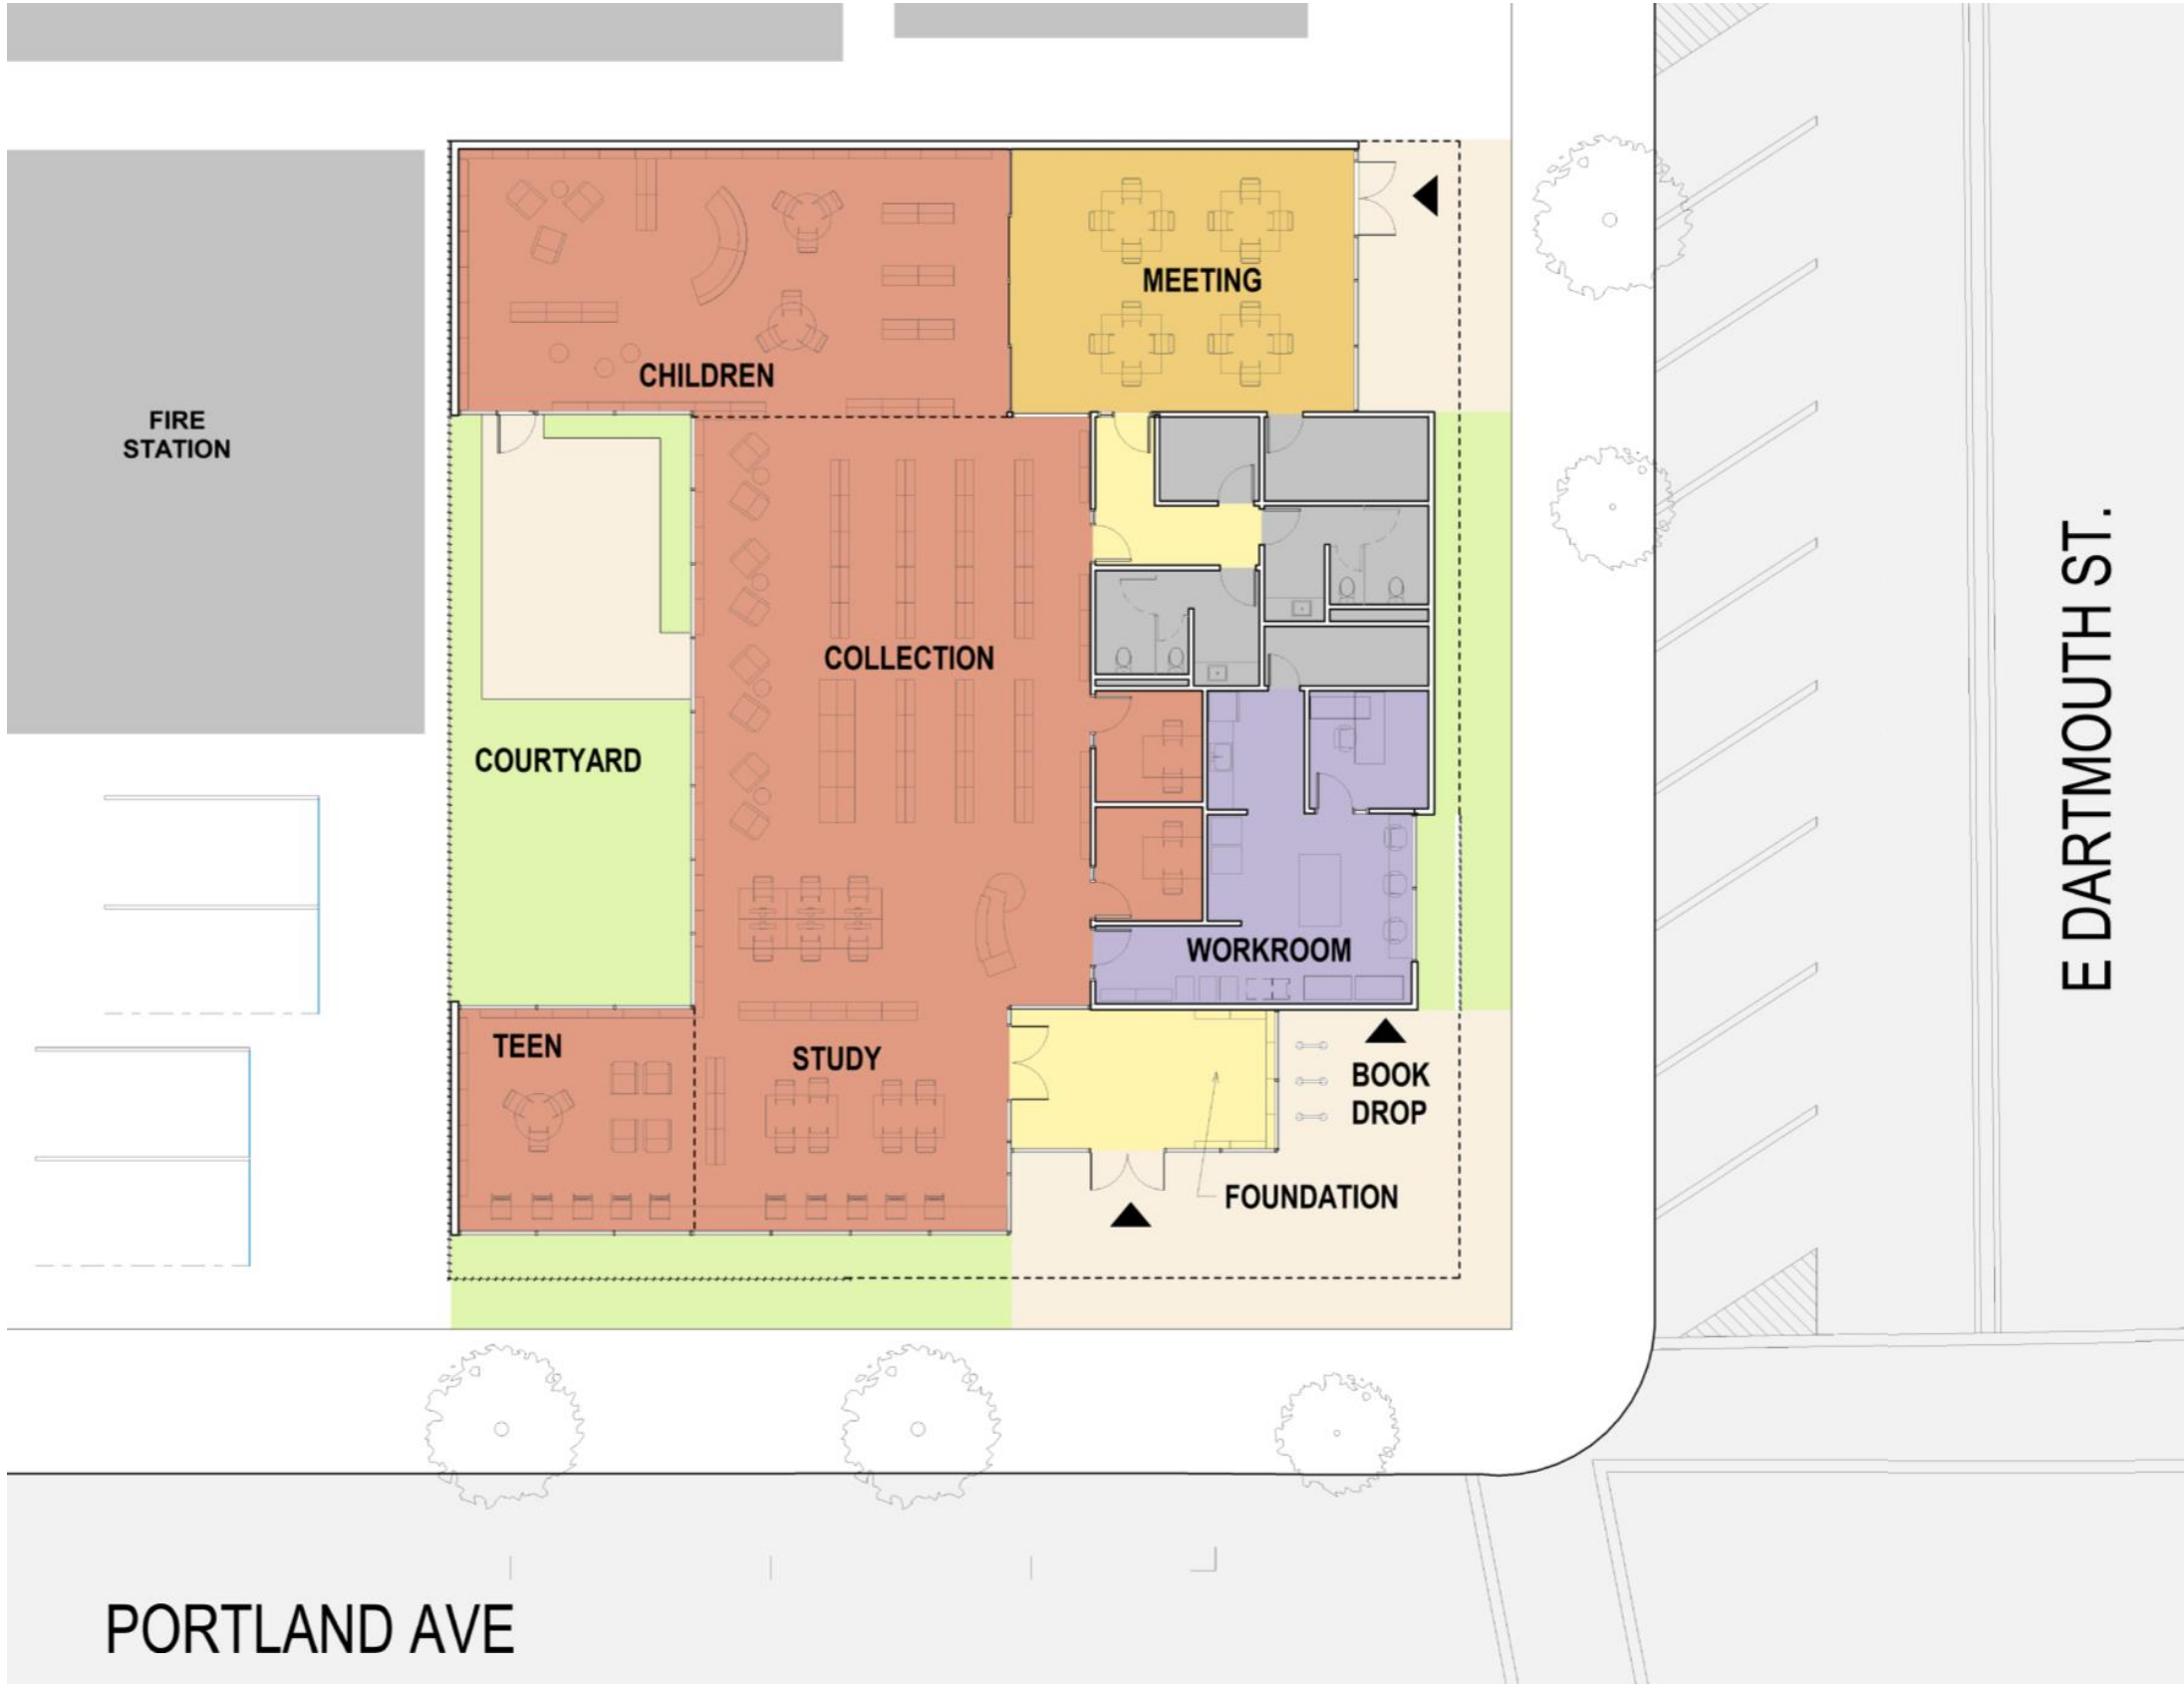 MEETING
CHILDREN
FIRE
STATION
COLLECTION
COURTYARD
WORKROOM
TEEN
STUDY
BOOK
DROP
FOUNDATION
E DARTMOUTH ST.
PORTLAND AVE